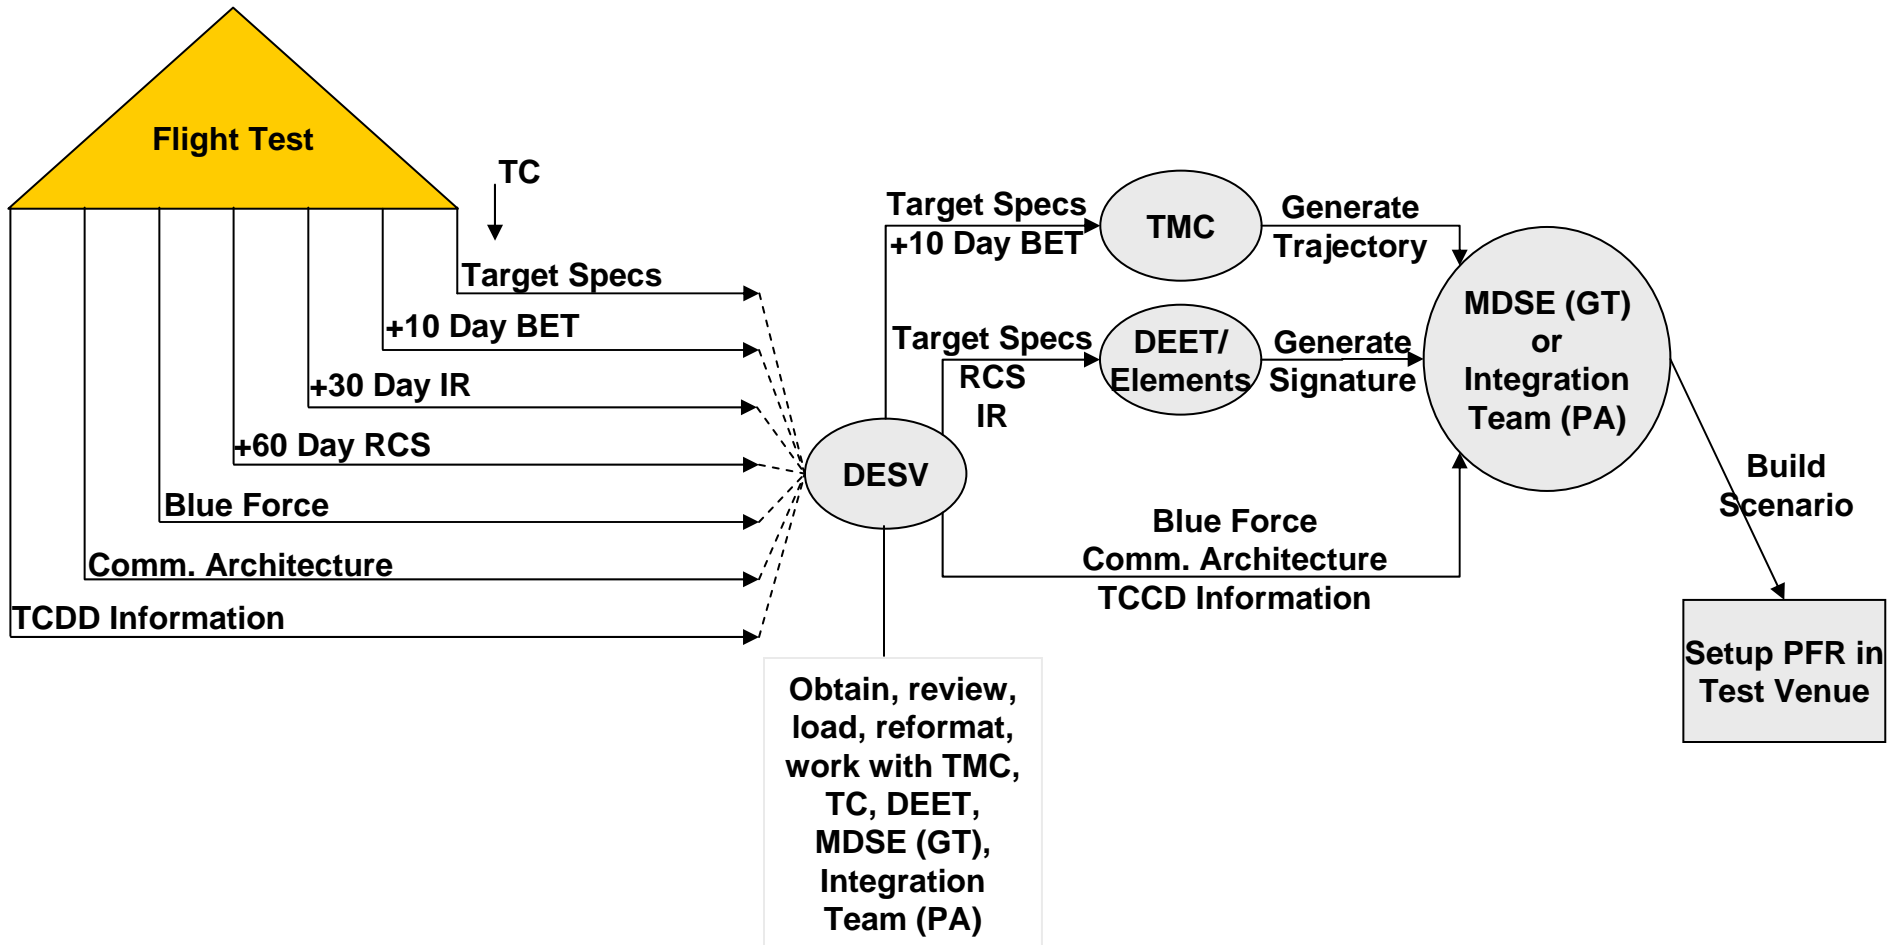 Flight Test
TC
Target Specs
+10 Day BET
+30 Day IR
+60 Day RCS
Blue Force
Comm. Architecture
TCDD Information
DESV
Obtain, review,
load, reformat,
work with TMC,
TC, DEET,
MDSE (GT),
Integration
Team (PA)
Target Specs
+10 Day BET
TMC
Generate
Trajectory
Target Specs
RCS
IR
DEET/
Elements
Generate
Signature
Blue Force
Comm. Architecture
TCCD Information
MDSE (GT)
or
Integration
Team (PA)
Build
Scenario
Setup PFR in
Test Venue